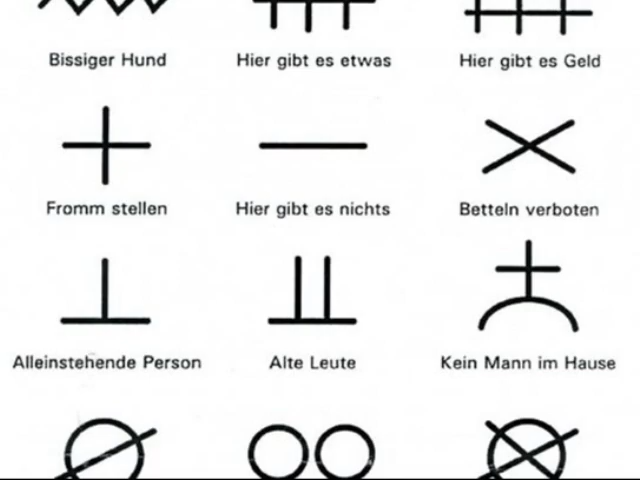 Bissiger Hund
Hier gibt es etwas
Hier gibt es Geld
Fromm stellen
Hier gibt es nichts
Betteln verboten
Alleinstehende Person
Alte Leute
Kein Mann im Hause